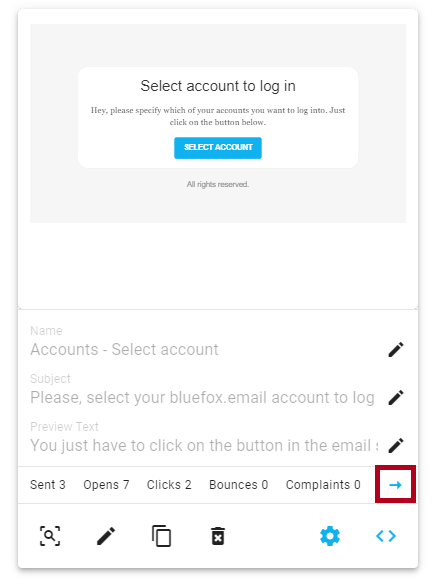 Select account to log in
Hey, please specify which of your accounts you want to log into. Just
click on the button below.
SELECT ACCOUNT
All rights reserved.
Name
Accounts - Select account
Subject
Please, select your bluefox.email account to log
Preview Text
You just have to click on the button in the email s
Sent 3 Opens 7 Clicks 2 Bounces 0 Complaints 0